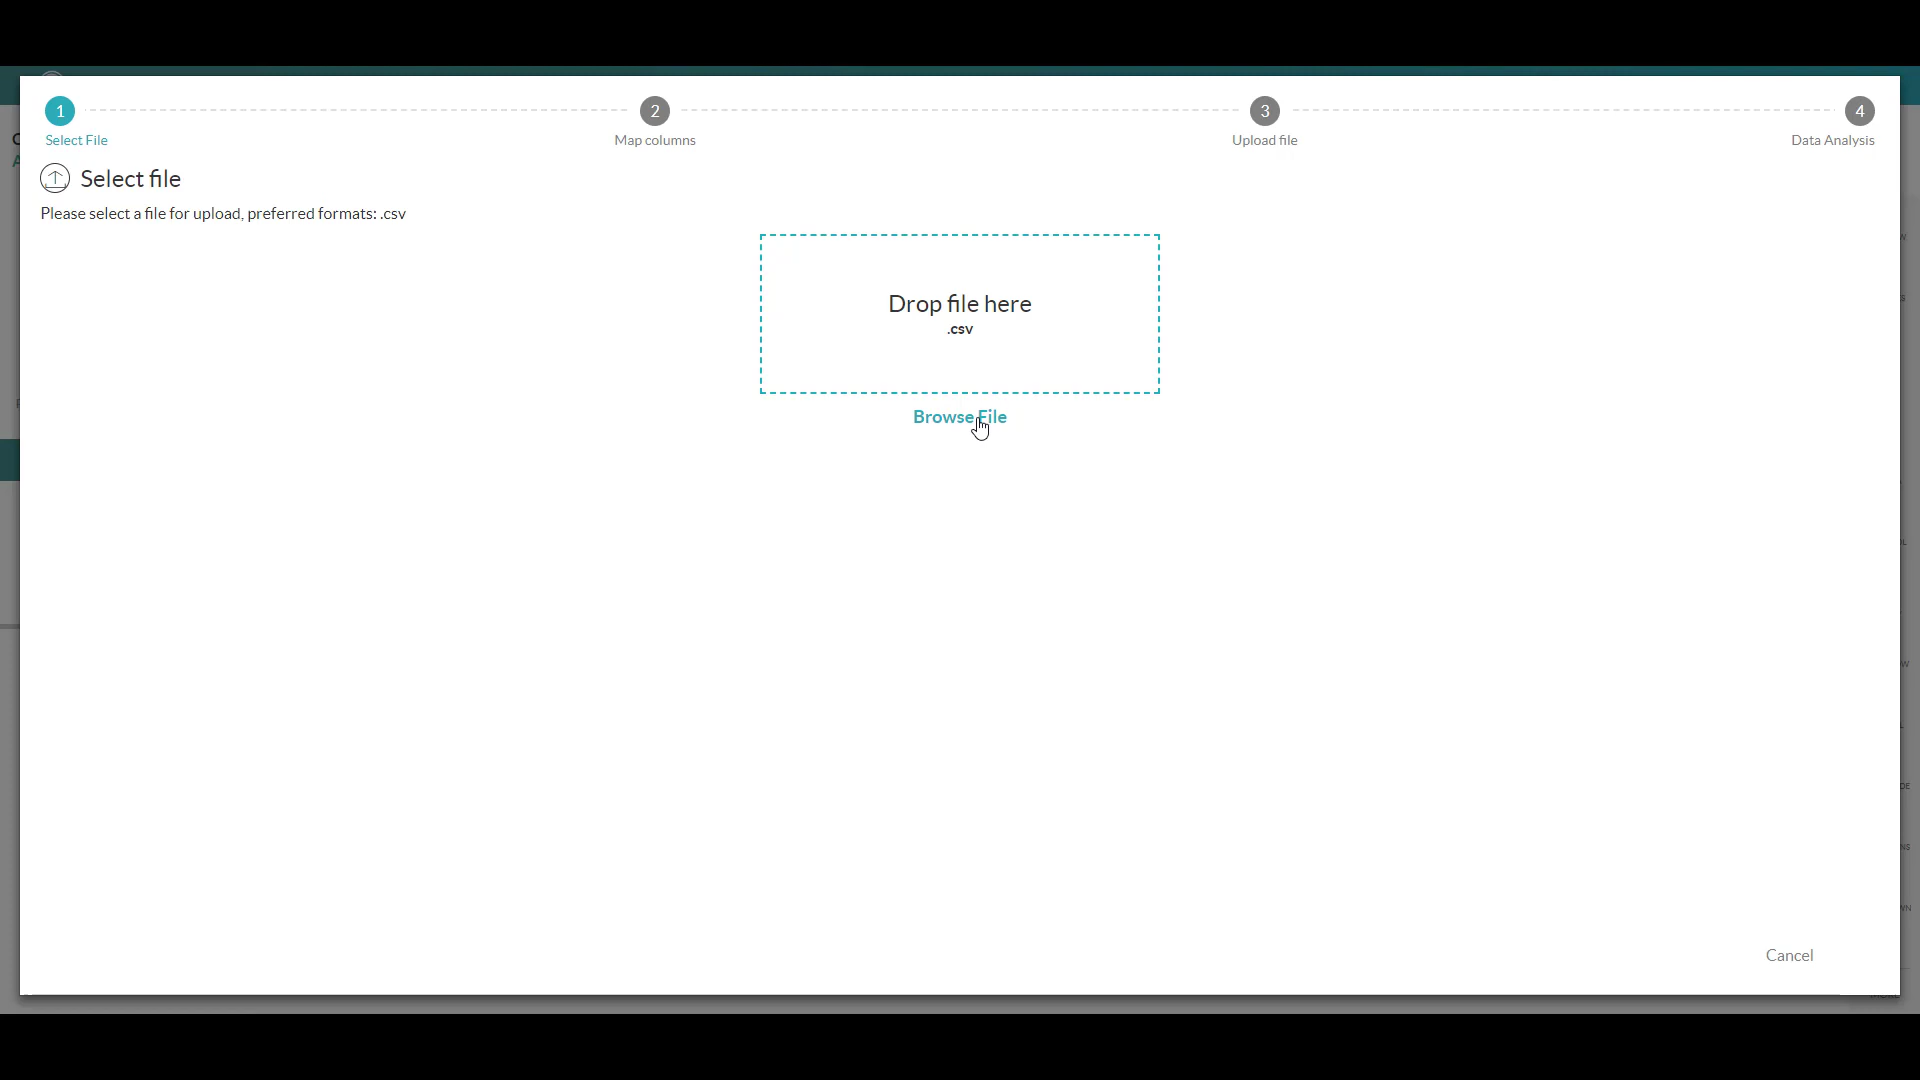 1
2
3
4
Select File
Map columns
Upload file
Data Analysis
Select file
Please select a file for upload, preferred formats: .csv
Drop file here
.csv
Browse File
Cancel